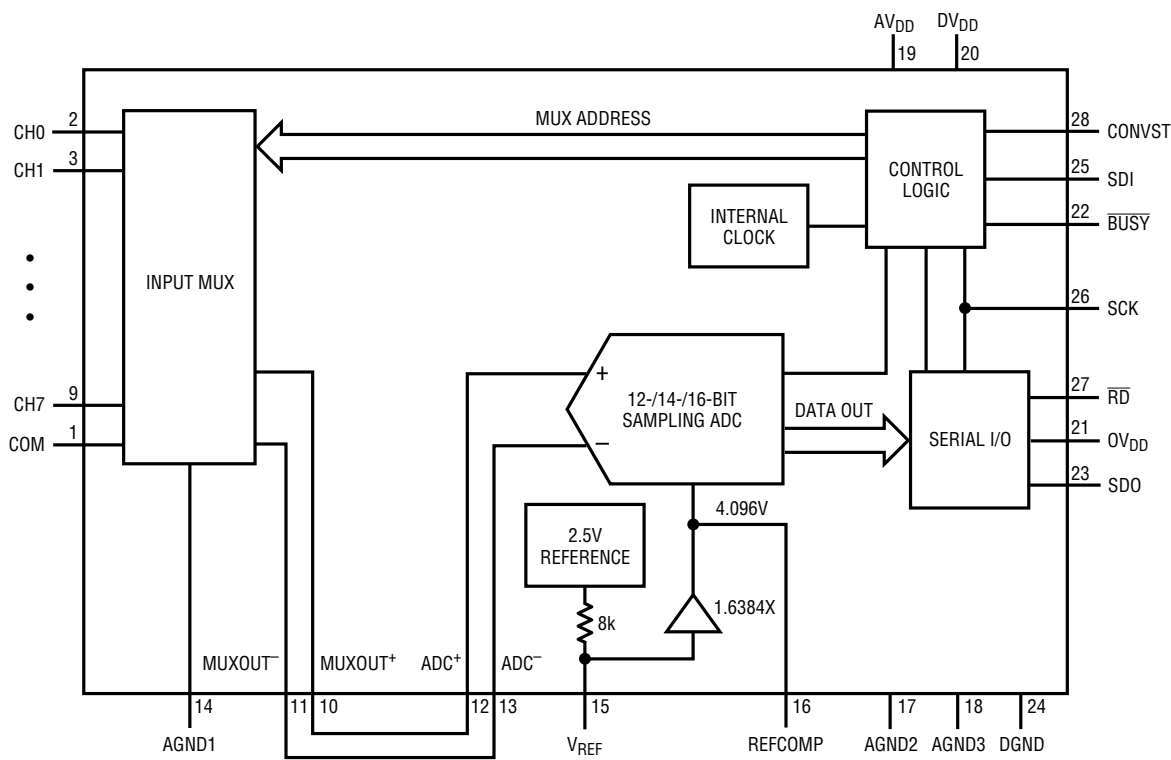 AVDD
DVDD
19
20
CH0
2
CH1
3
CH7
9
COM
1
INPUT MUX
MUX ADDRESS
CONTROL
LOGIC
INTERNAL
CLOCK
28
CONVST
25
SDI
22
BUSY
26
SCK
27
RD
21
OVDD
23
SDO
+
–
12-/14-/16-BIT
SAMPLING ADC
DATA OUT
SERIAL I/O
4.096V
2.5V
REFERENCE
8k
1.6384X
MUXOUT–
MUXOUT+
ADC+
ADC–
14
11
10
12
13
15
16
17
18
24
AGND1
VREF
REFCOMP
AGND2
AGND3
DGND